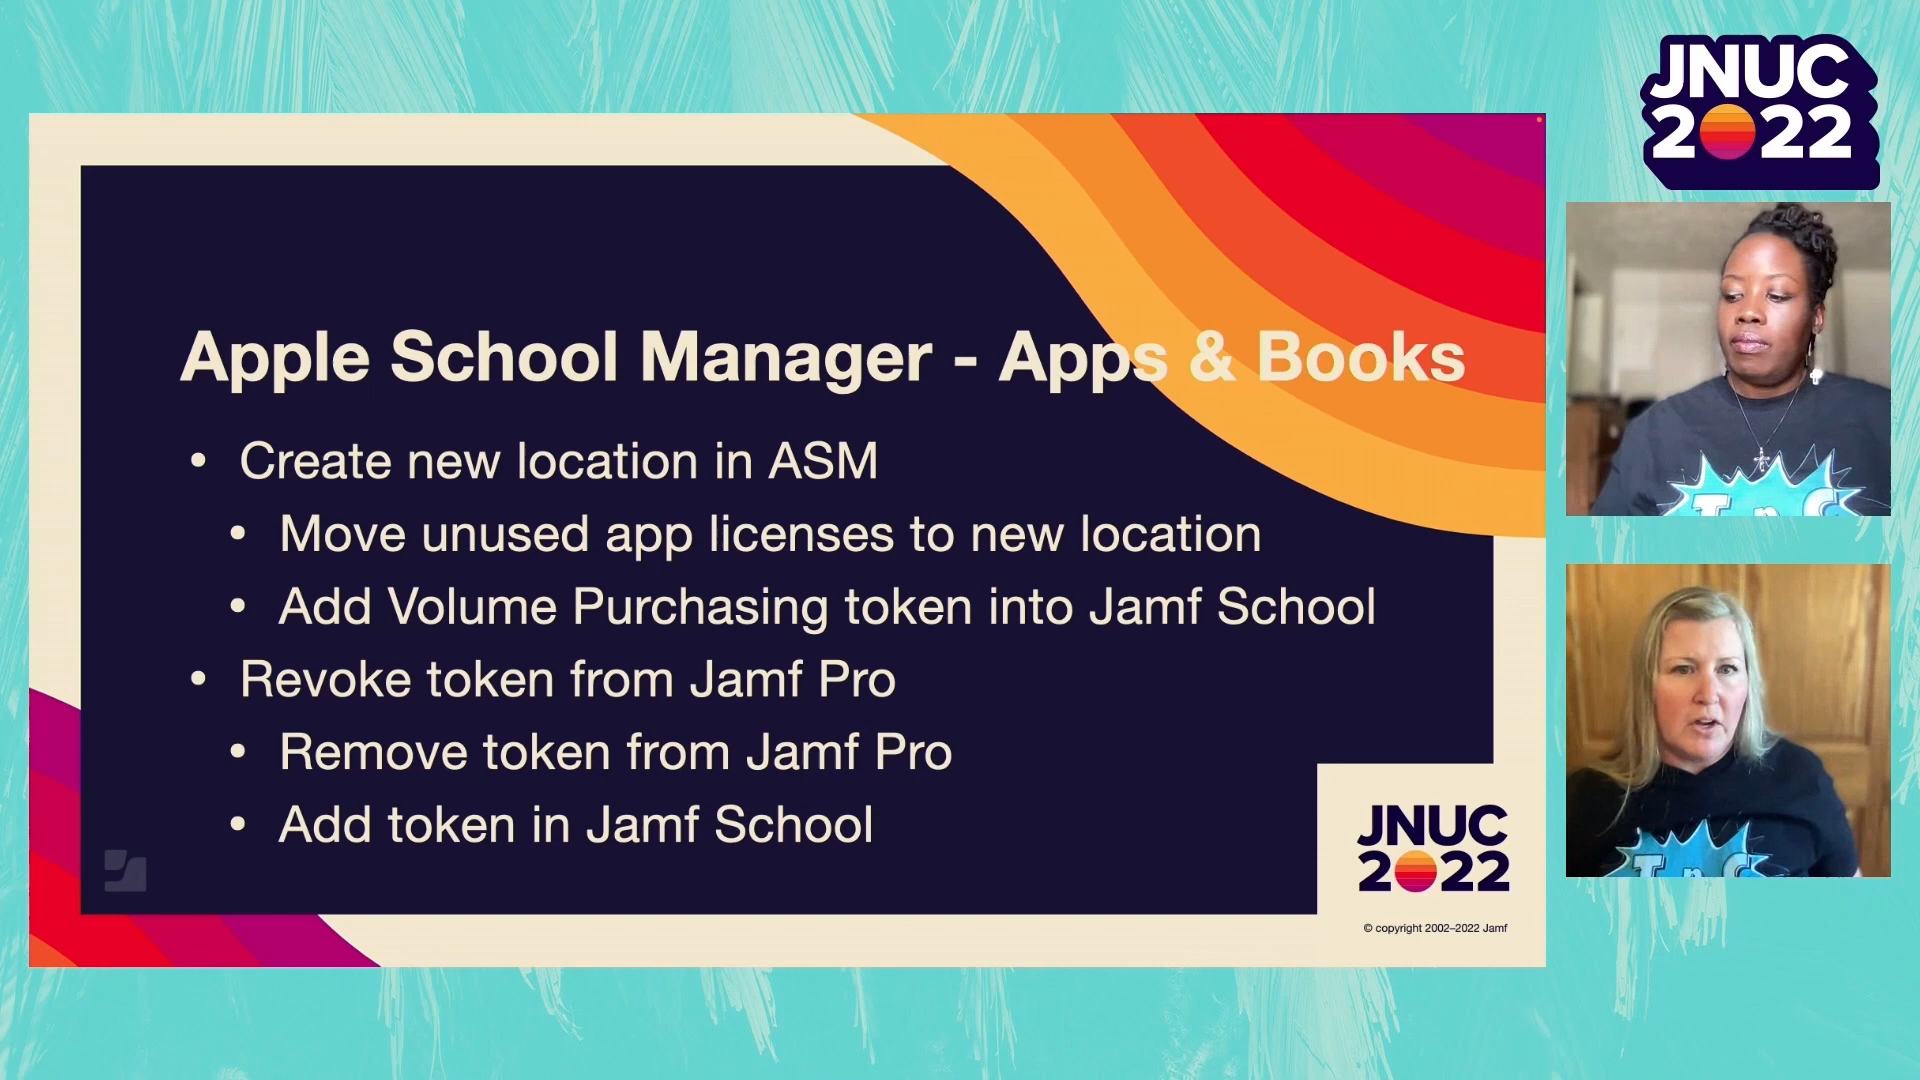 JNUC
2022
Apple School Manager - Apps & Books
• Create new location in ASM
• Move unused app licenses to new location
• Add Volume Purchasing token into Jamf School
• Revoke token from Jamf Pro
• Remove token from Jamf Pro
• Add token in Jamf School
JNUC
2022
© copyright 2002–2022 Jamf
T n C
T n C